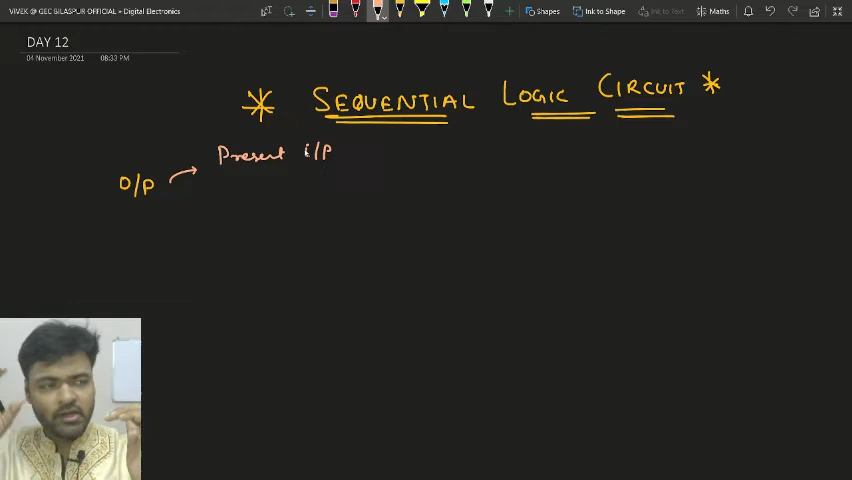 VIVEK @ GEC BILASPUR OFFICIAL » Digital Electronics
Shapes
Ink to Shape
Ink to Text
Maths
DAY 12
04 November 2021 08:33 PM
* SEQUENTIAL LOGIC CIRCUIT *
Present i/P
O/P